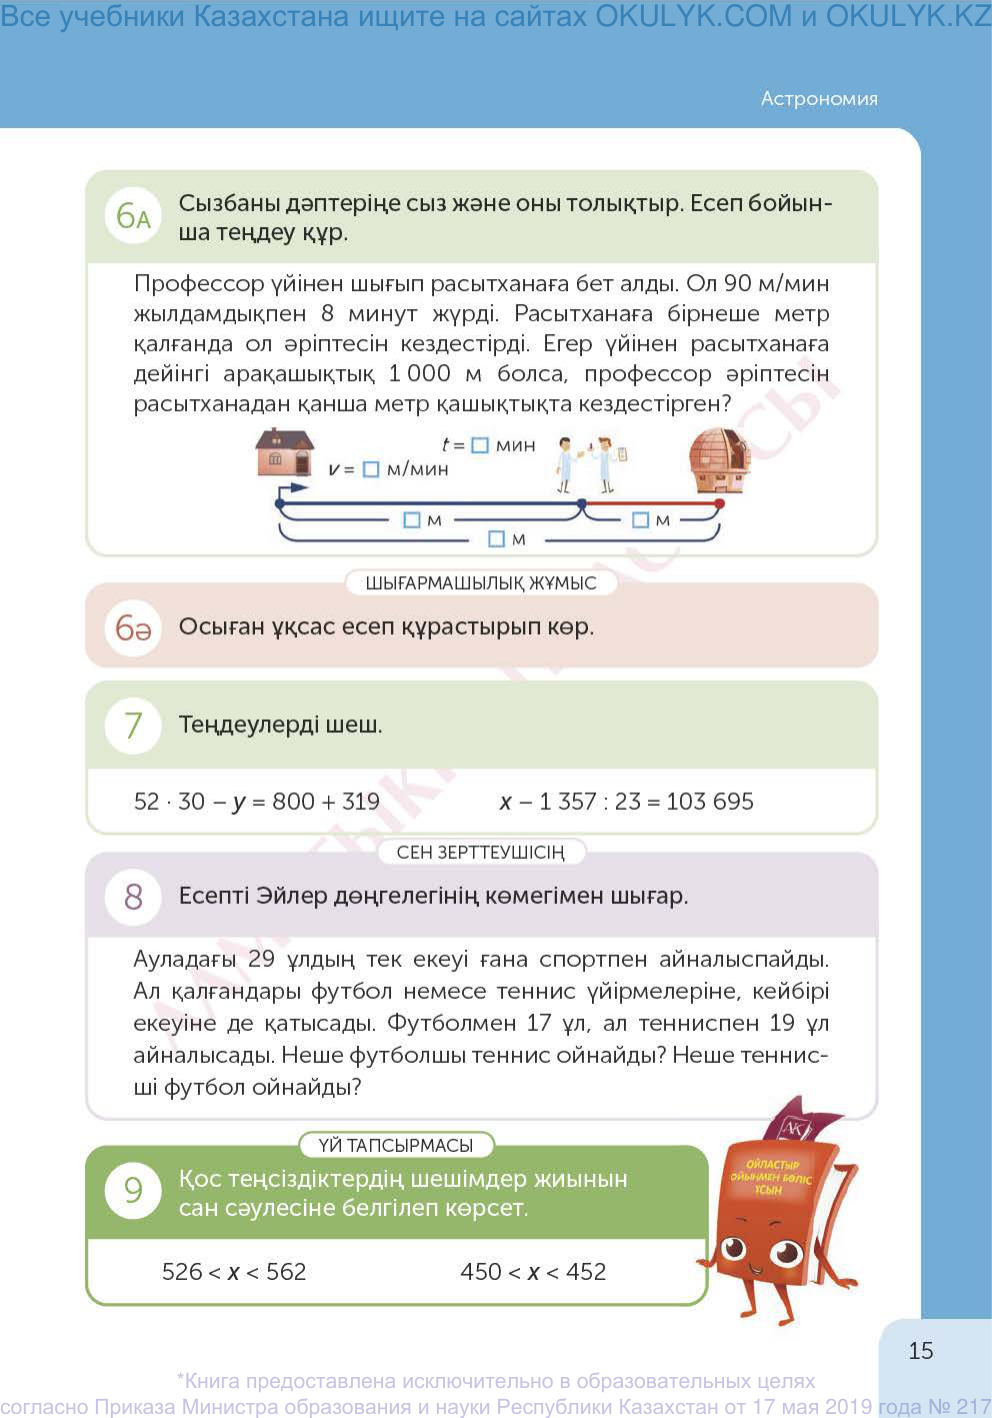 Все учебники Казахстана ищите на сайтах OKULYK.COM и OKULYK.KZ
Астрономия
6А
Сызбаны дәптеріңе сыз және оны толықтыр. Есеп бойын-
ша теңдеу құр.
Профессор үйінен шығып расытханаға бет алды. Ол 90 м/мин
жылдамдықпен 8 минут жүрді. Расытханаға бірнеше метр
қалғанда ол әріптесін кездестірді. Егер үйінен расытханаға
дейінгі арақашықтық 1 000 м болса, профессор әріптесін
расытханадан қанша метр қашықтықта кездестірген?
t = □ мин
v = □ м/мин
□ м □ м
□ м
ШЫҒАРМАШЫЛЫҚ ЖҰМЫС
6ә
Осыған ұқсас есеп құрастырып көр.
7
Теңдеулерді шеш.
52 · 30 – y = 800 + 319 x – 1 357 : 23 = 103 695
СЕН ЗЕРТТЕУШІСІҢ
8
Есепті Эйлер дөңгелегінің көмегімен шығар.
Ауладағы 29 ұлдың тек екеуі ғана спортпен айналыспайды.
Ал қалғандары футбол немесе теннис үйірмелеріне, кейбірі
екеуіне де қатысады. Футболмен 17 ұл, ал тенниспен 19 ұл
айналысады. Неше футболшы теннис ойнайды? Неше теннис-
ші футбол ойнайды?
ҮЙ ТАПСЫРМАСЫ
9
Қос теңсіздіктердің шешімдер жиынын
сан сәулесіне белгілеп көрсет.
526 < x < 562 450 < x < 452
АК
ОЙЛАСТЫР
ОЙЫҢМЕН БӨЛІС
ҰСЫН
15
*Книга предоставлена исключительно в образовательных целях
согласно Приказа Министра образования и науки Республики Казахстан от 17 мая 2019 года № 217